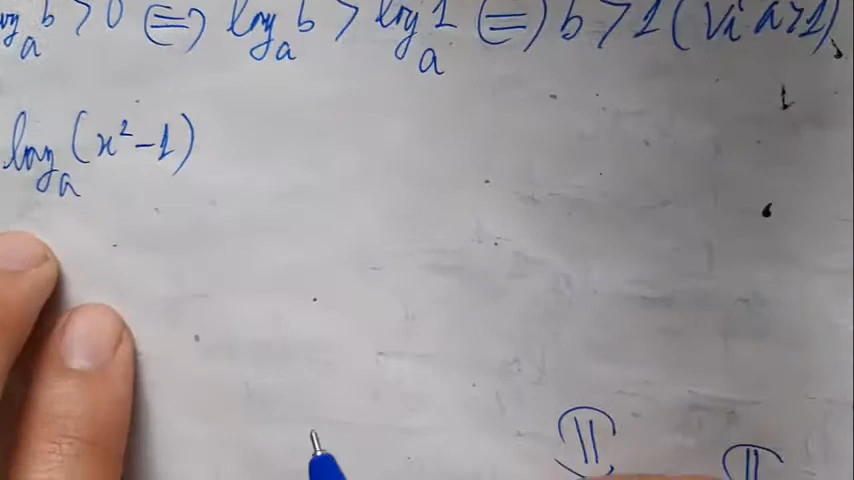 log_a b > 0 ⟺ log_a b > log_a 1 ⟺ b > 1 (Vì a>1)
log_a (x² - 1)